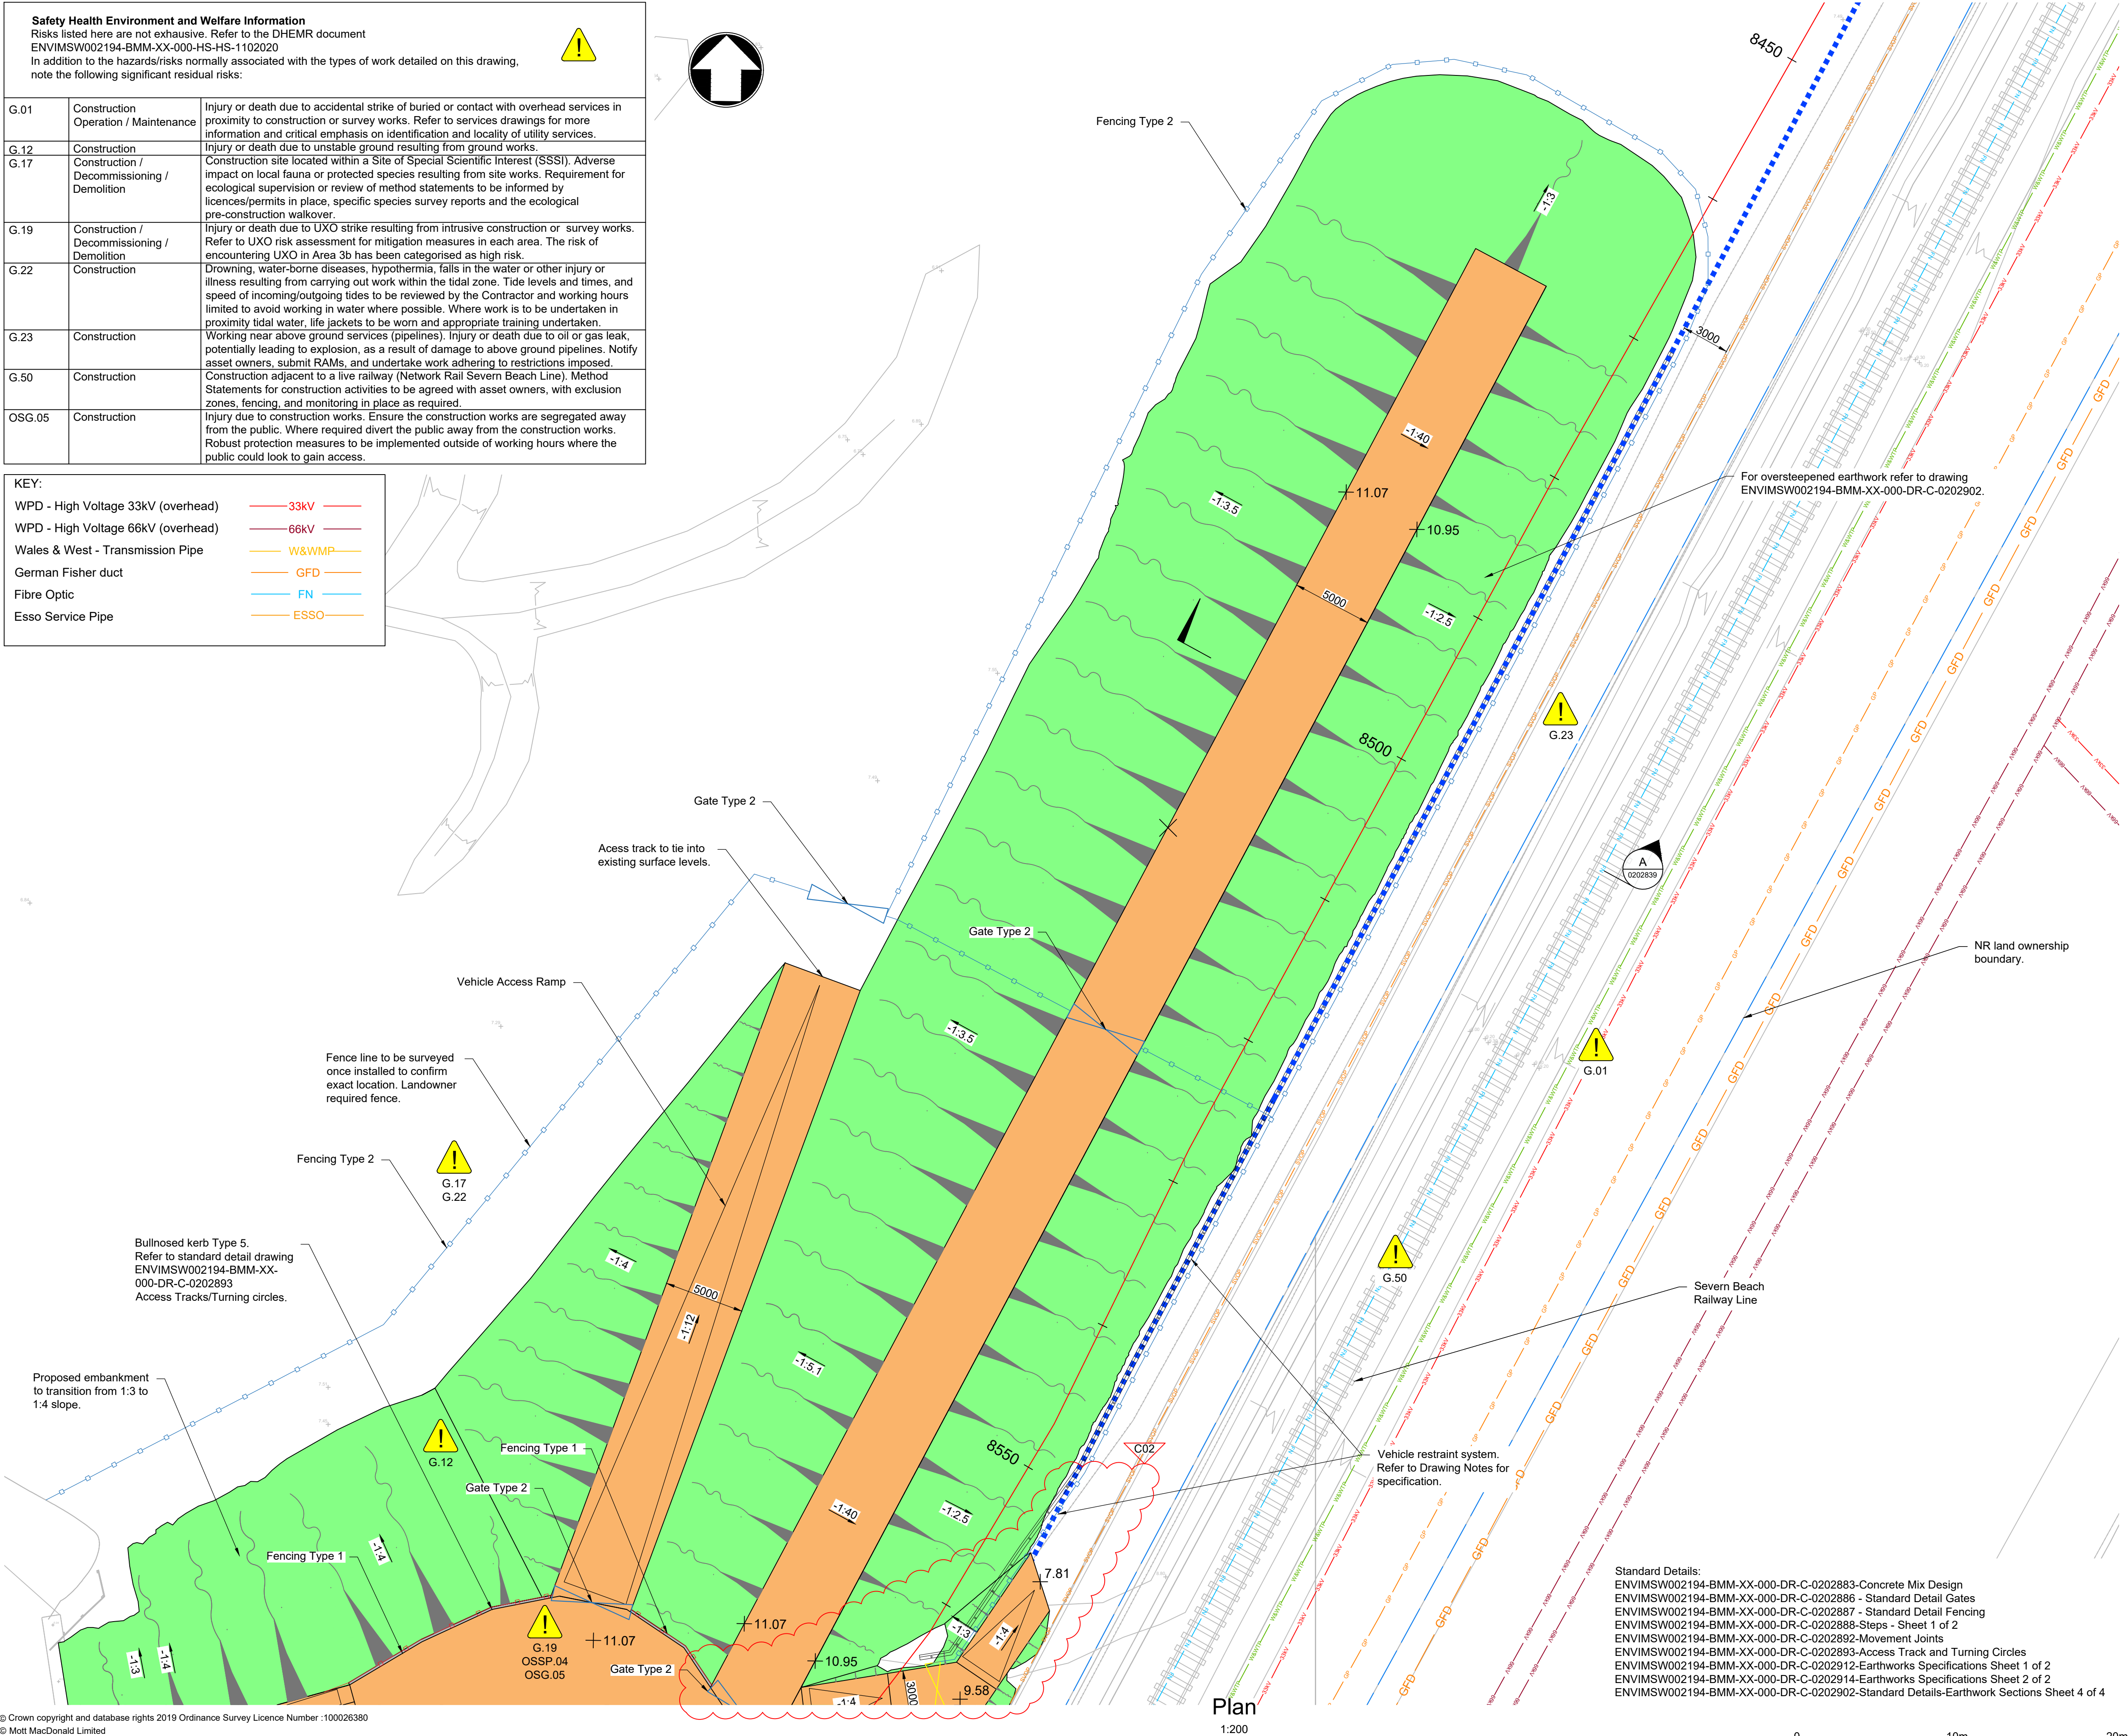 Safety Health Environment and Welfare Information
Risks listed here are not exhausive. Refer to the DHEMR document
ENVIMSW002194-BMM-XX-000-HS-HS-1102020
In addition to the hazards/risks normally associated with the types of work detailed on this drawing,
note the following significant residual risks:
G.01
Construction
Operation / Maintenance
Injury or death due to accidental strike of buried or contact with overhead services in
proximity to construction or survey works. Refer to services drawings for more
information and critical emphasis on identification and locality of utility services.
G.12
Construction
Injury or death due to unstable ground resulting from ground works.
G.17
Construction /
Decommissioning /
Demolition
Construction site located within a Site of Special Scientific Interest (SSSI). Adverse
impact on local fauna or protected species resulting from site works. Requirement for
ecological supervision or review of method statements to be informed by
licences/permits in place, specific species survey reports and the ecological
pre-construction walkover.
G.19
Construction /
Decommissioning /
Demolition
Injury or death due to UXO strike resulting from intrusive construction or survey works.
Refer to UXO risk assessment for mitigation measures in each area. The risk of
encountering UXO in Area 3b has been categorised as high risk.
G.22
Construction
Drowning, water-borne diseases, hypothermia, falls in the water or other injury or
illness resulting from carrying out work within the tidal zone. Tide levels and times, and
speed of incoming/outgoing tides to be reviewed by the Contractor and working hours
limited to avoid working in water where possible. Where work is to be undertaken in
proximity tidal water, life jackets to be worn and appropriate training undertaken.
G.23
Construction
Working near above ground services (pipelines). Injury or death due to oil or gas leak,
potentially leading to explosion, as a result of damage to above ground pipelines. Notify
asset owners, submit RAMs, and undertake work adhering to restrictions imposed.
G.50
Construction
Construction adjacent to a live railway (Network Rail Severn Beach Line). Method
Statements for construction activities to be agreed with asset owners, with exclusion
zones, fencing, and monitoring in place as required.
OSG.05
Construction
Injury due to construction works. Ensure the construction works are segregated away
from the public. Where required divert the public away from the construction works.
Robust protection measures to be implemented outside of working hours where the
public could look to gain access.
KEY:
WPD - High Voltage 33kV (overhead)
33kV
WPD - High Voltage 66kV (overhead)
66kV
Wales & West - Transmission Pipe
W&WMP
German Fisher duct
GFD
Fibre Optic
FN
Esso Service Pipe
ESSO
8450
Fencing Type 2
-1:3
3000
-1:40
For oversteepened earthwork refer to drawing
ENVIMSW002194-BMM-XX-000-DR-C-0202902.
11.07
-1:3.5
10.95
5000
-1:2.5
G.23
8500
Gate Type 2
Acess track to tie into
existing surface levels.
A
0202839
Gate Type 2
NR land ownership
boundary.
Vehicle Access Ramp
-1:3.5
Fence line to be surveyed
once installed to confirm
exact location. Landowner
required fence.
G.01
Fencing Type 2
G.17
G.22
Bullnosed kerb Type 5.
Refer to standard detail drawing
ENVIMSW002194-BMM-XX-
000-DR-C-0202893
Access Tracks/Turning circles.
-1:4
5000
-1:12
G.50
Severn Beach
Railway Line
-1:5.1
Proposed embankment
to transition from 1:3 to
1:4 slope.
G.12
Fencing Type 1
8550
C02
Vehicle restraint system.
Refer to Drawing Notes for
specification.
Gate Type 2
-1:40
-1:2.5
-1:4
Fencing Type 1
7.81
-1:3
-1:4
11.07
11.07
G.19
OSSP.04
OSG.05
10.95
Gate Type 2
-1:3
-1:4
-1:4
3000
9.58
Standard Details:
ENVIMSW002194-BMM-XX-000-DR-C-0202883-Concrete Mix Design
ENVIMSW002194-BMM-XX-000-DR-C-0202886 - Standard Detail Gates
ENVIMSW002194-BMM-XX-000-DR-C-0202887 - Standard Detail Fencing
ENVIMSW002194-BMM-XX-000-DR-C-0202888-Steps - Sheet 1 of 2
ENVIMSW002194-BMM-XX-000-DR-C-0202892-Movement Joints
ENVIMSW002194-BMM-XX-000-DR-C-0202893-Access Track and Turning Circles
ENVIMSW002194-BMM-XX-000-DR-C-0202912-Earthworks Specifications Sheet 1 of 2
ENVIMSW002194-BMM-XX-000-DR-C-0202914-Earthworks Specifications Sheet 2 of 2
ENVIMSW002194-BMM-XX-000-DR-C-0202902-Standard Details-Earthwork Sections Sheet 4 of 4
Plan
1:200
© Crown copyright and database rights 2019 Ordinance Survey Licence Number :100026380
© Mott MacDonald Limited